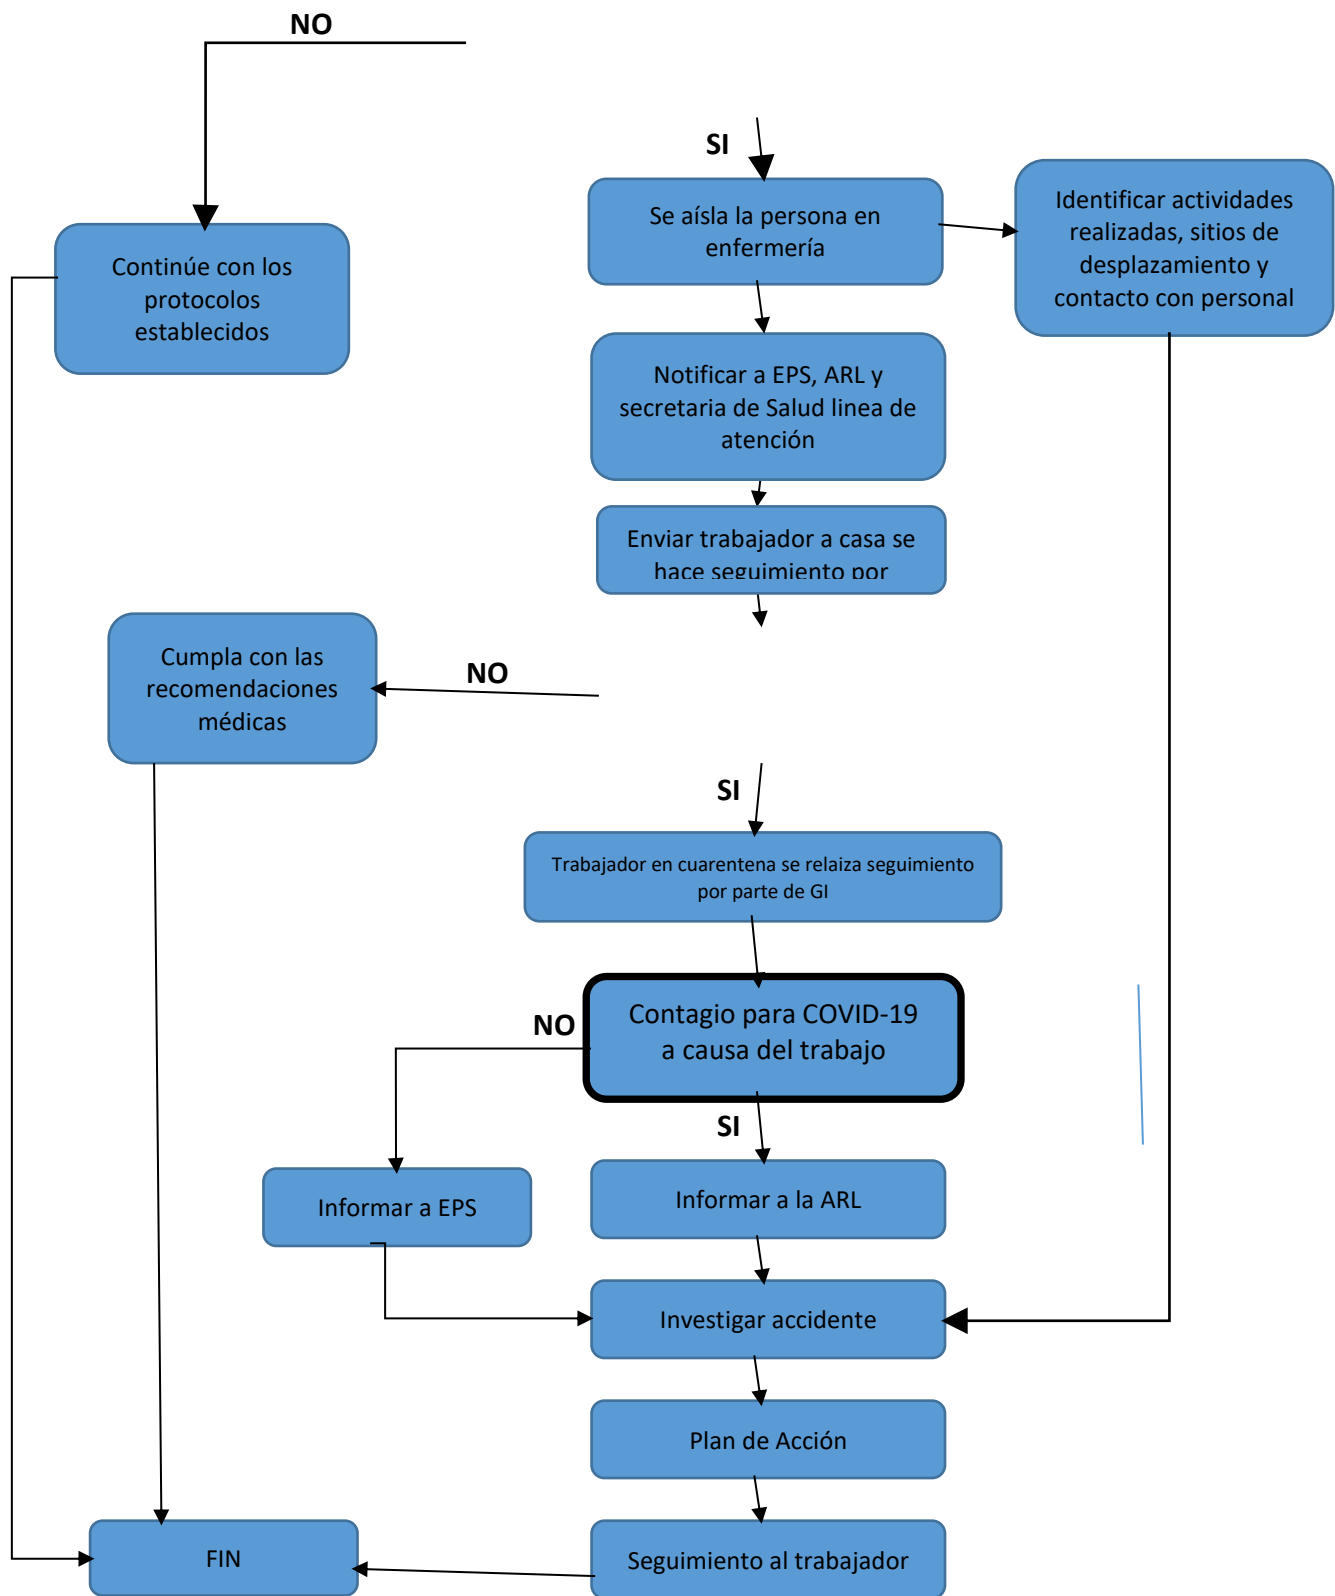 NO
SI
Se aísla la persona en
enfermería
Identificar actividades
realizadas, sitios de
desplazamiento y
contacto con personal
Continúe con los
protocolos
establecidos
Notificar a EPS, ARL y
secretaria de Salud linea de
atención
Enviar trabajador a casa se
hace seguimiento por
Cumpla con las
recomendaciones
médicas
NO
SI
Trabajador en cuarentena se relaiza seguimiento
por parte de GI
Contagio para COVID-19
a causa del trabajo
NO
SI
Informar a EPS
Informar a la ARL
Investigar accidente
Plan de Acción
FIN
Seguimiento al trabajador